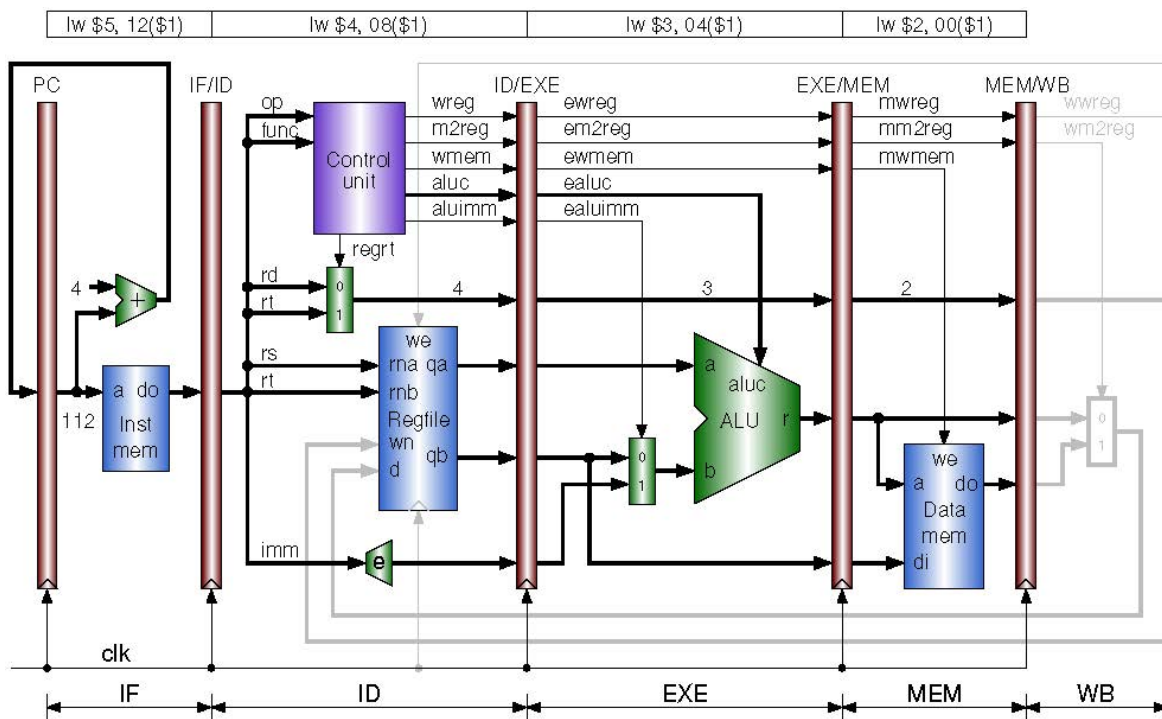 lw $5, 12($1) lw $4, 08($1) lw $3, 04($1) lw $2, 00($1)
PC IF/ID ID/EXE EXE/MEM MEM/WB
op wreg ewreg mwreg wwreg
func m2reg em2reg mm2reg wm2reg
Control
unit
wmem ewmem mwmem
aluc ealuc
aluimm ealuimm
regrt
4 +
rd 0
rt 1
4 3 2
we
rs rna qa a
rt rnb
Regfile
wn
d qb
aluc
ALU r
b
0
1
0
1
112
a do
Inst
mem
we
a do
Data
mem
di
imm e
clk
IF ID EXE MEM WB